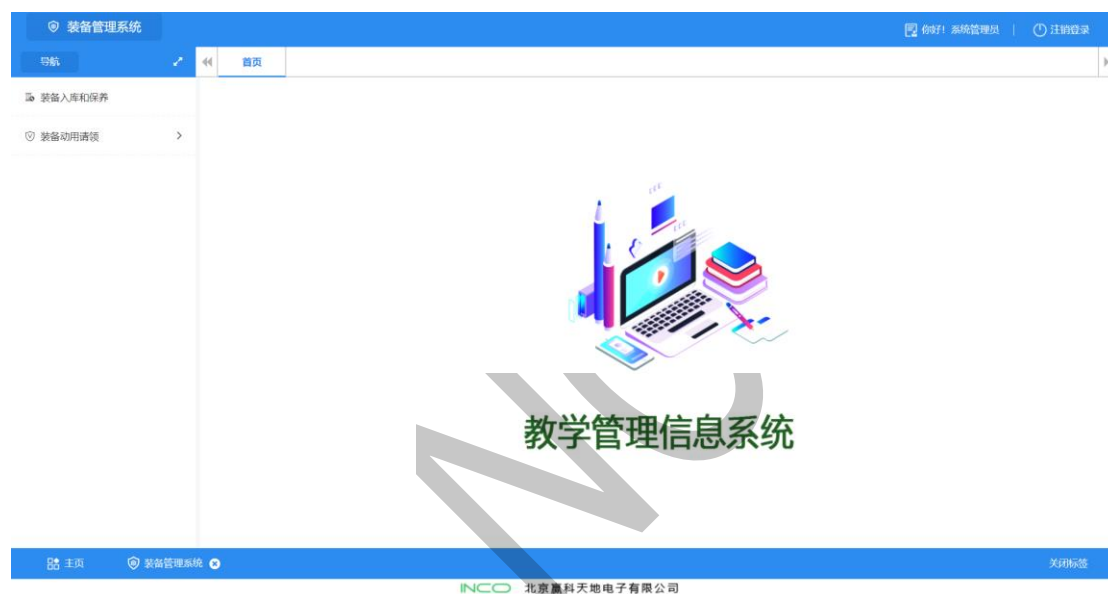 装备管理系统
你好！系统管理员 | 注销登录
导航
首页
装备入库和保养
装备动用请领
教学管理信息系统
主页
装备管理系统
关闭标签
INCO 北京赢科天地电子有限公司